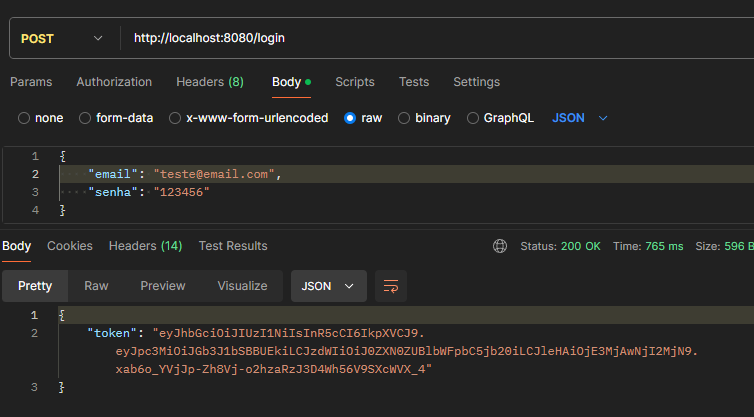 POST http://localhost:8080/login
Params Authorization Headers (8) Body Scripts Tests Settings
none form-data x-www-form-urlencoded raw binary GraphQL JSON
1 {
2 "email": "teste@email.com",
3 "senha": "123456"
4 }
Body Cookies Headers (14) Test Results Status: 200 OK Time: 765 ms Size: 596 B
Pretty Raw Preview Visualize JSON
1 {
2 "token": "eyJhbGciOiJIUzI1NiIsInR5cCI6IkpXVCJ9.
eyJpc3MiOiJGb3J1bSBBUEkiLCJzdWIiOiJ0ZXN0ZUBlbWFpbC5jb20iLCJleHAiOjE3MjAwNjI2MjN9.
xab6o_YVjJp-Zh8Vj-o2hzaRzJ3D4Wh56V9SXcWVX_4"
3 }